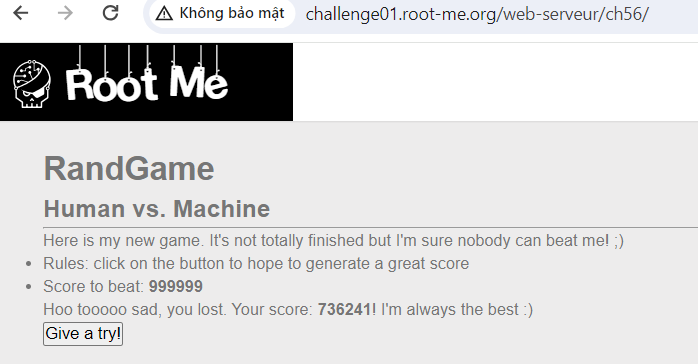 Không bảo mật challenge01.root-me.org/web-serveur/ch56/
Root Me
RandGame
Human vs. Machine
Here is my new game. It's not totally finished but I'm sure nobody can beat me! ;)
Rules: click on the button to hope to generate a great score
Score to beat: 999999
Hoo tooooo sad, you lost. Your score: 736241! I'm always the best :)
Give a try!